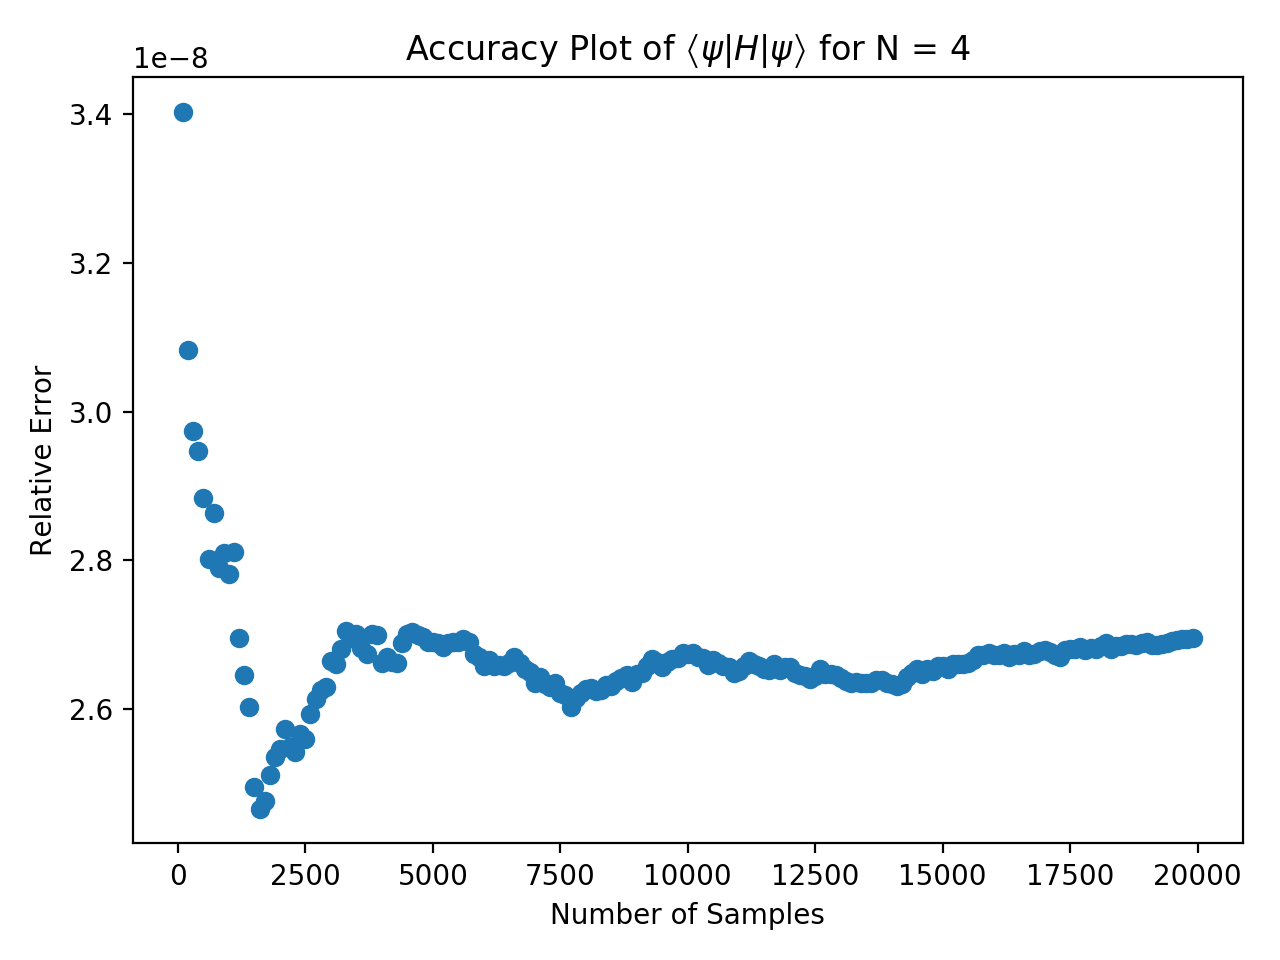 Accuracy Plot of ⟨ψ|H|ψ⟩ for N = 4
1e−8
3.4
3.2
3.0
2.8
2.6
Relative Error
0 2500 5000 7500 10000 12500 15000 17500 20000
Number of Samples